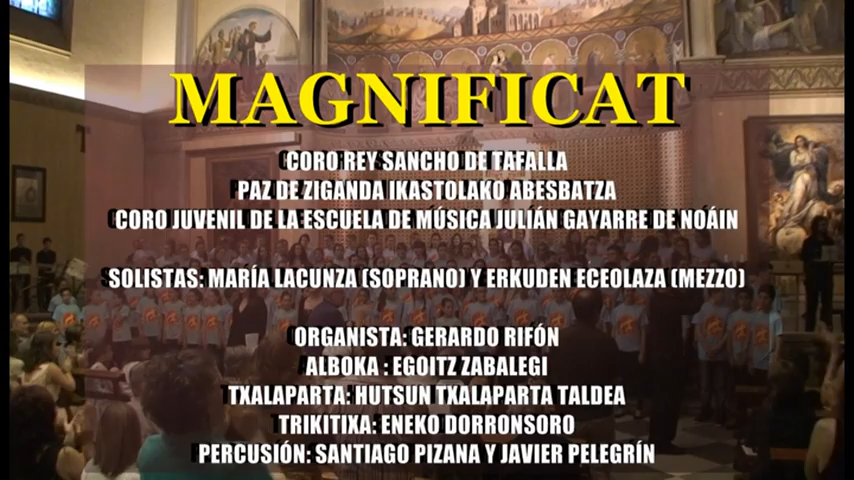 MAGNIFICAT
CORO REY SANCHO DE TAFALLA
PAZ DE ZIGANDA IKASTOLAKO ABESBATZA
CORO JUVENIL DE LA ESCUELA DE MÚSICA JULIÁN GAYARRE DE NOÁIN
SOLISTAS: MARÍA LACUNZA (SOPRANO) Y ERKUDEN ECEOLAZA (MEZZO)
ORGANISTA: GERARDO RIFÓN
ALBOKA : EGOITZ ZABALEGI
TXALAPARTA: HUTSUN TXALAPARTA TALDEA
TRIKITIXA: ENEKO DORRONSORO
PERCUSIÓN: SANTIAGO PIZANA Y JAVIER PELEGRÍN